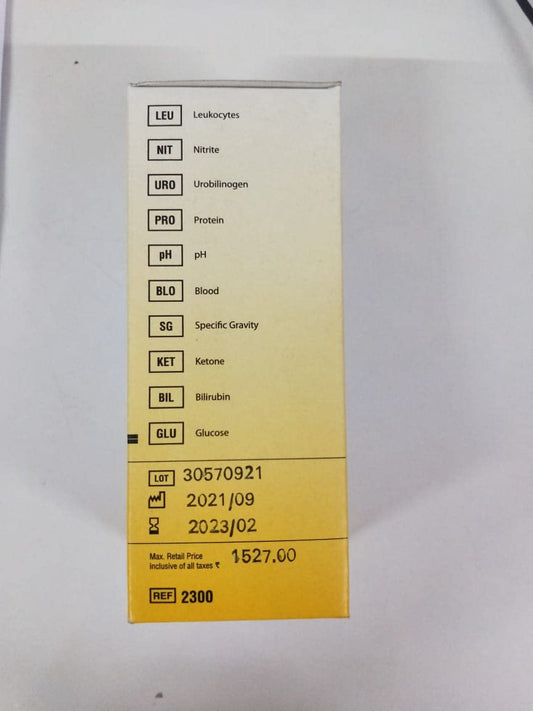 LEU Leukocytes
NIT Nitrite
URO Urobilinogen
PRO Protein
pH pH
BLO Blood
SG Specific Gravity
KET Ketone
BIL Bilirubin
GLU Glucose
LOT 30570921
2021/09
2023/02
Max. Retail Price
inclusive of all taxes ₹ 1527.00
REF 2300